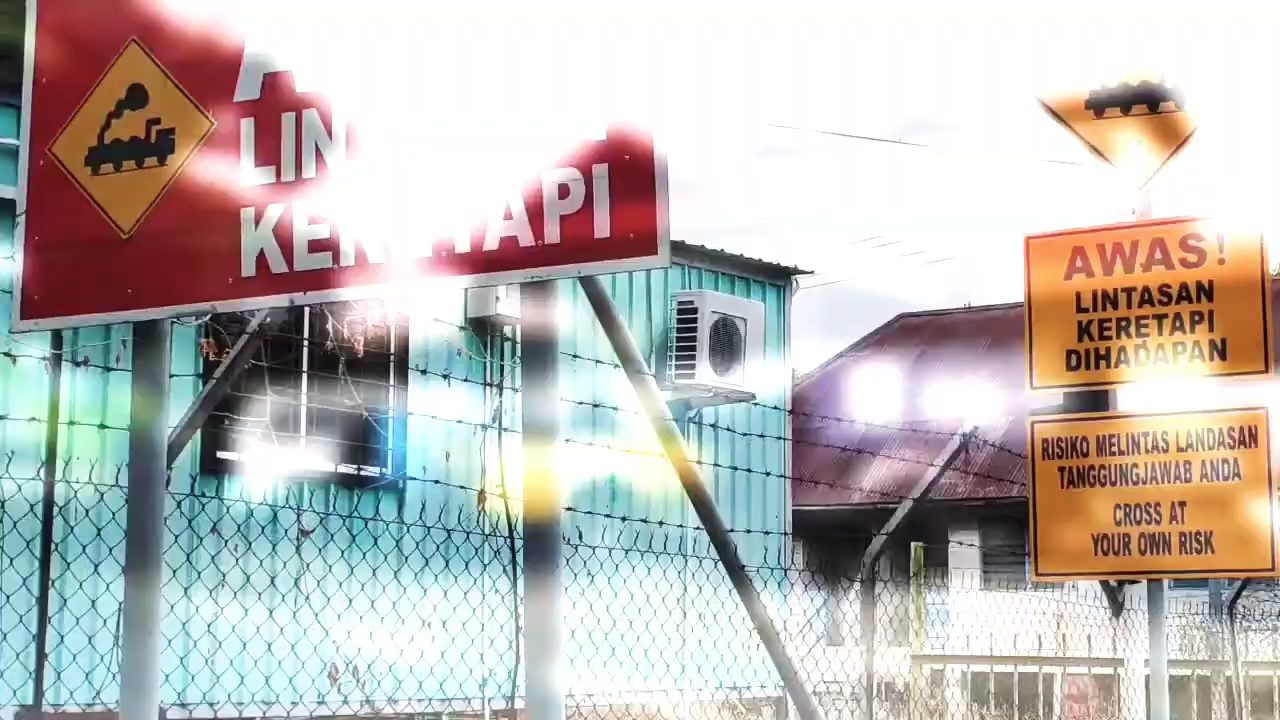 AWAS!
LINTASAN
KERETAPI
DIHADAPAN
RISIKO MELINTAS LANDASAN
TANGGUNGJAWAB ANDA
CROSS AT
YOUR OWN RISK